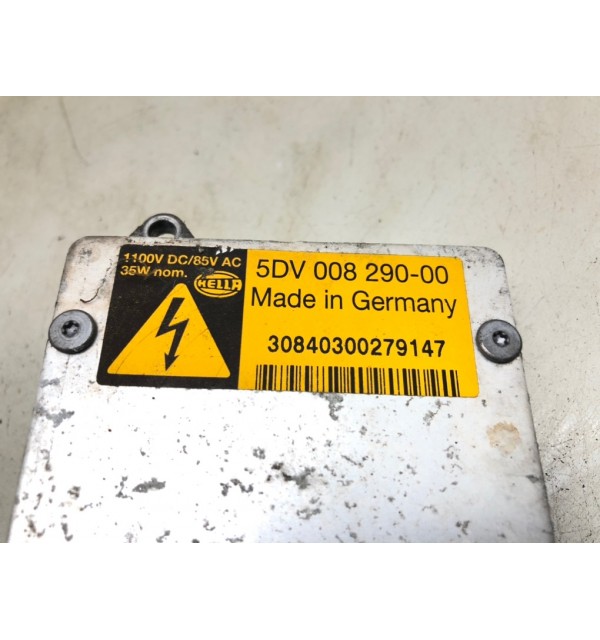 1100V DC/85V AC
35W nom.
HELLA
5DV 008 290-00
Made in Germany
30840300279147